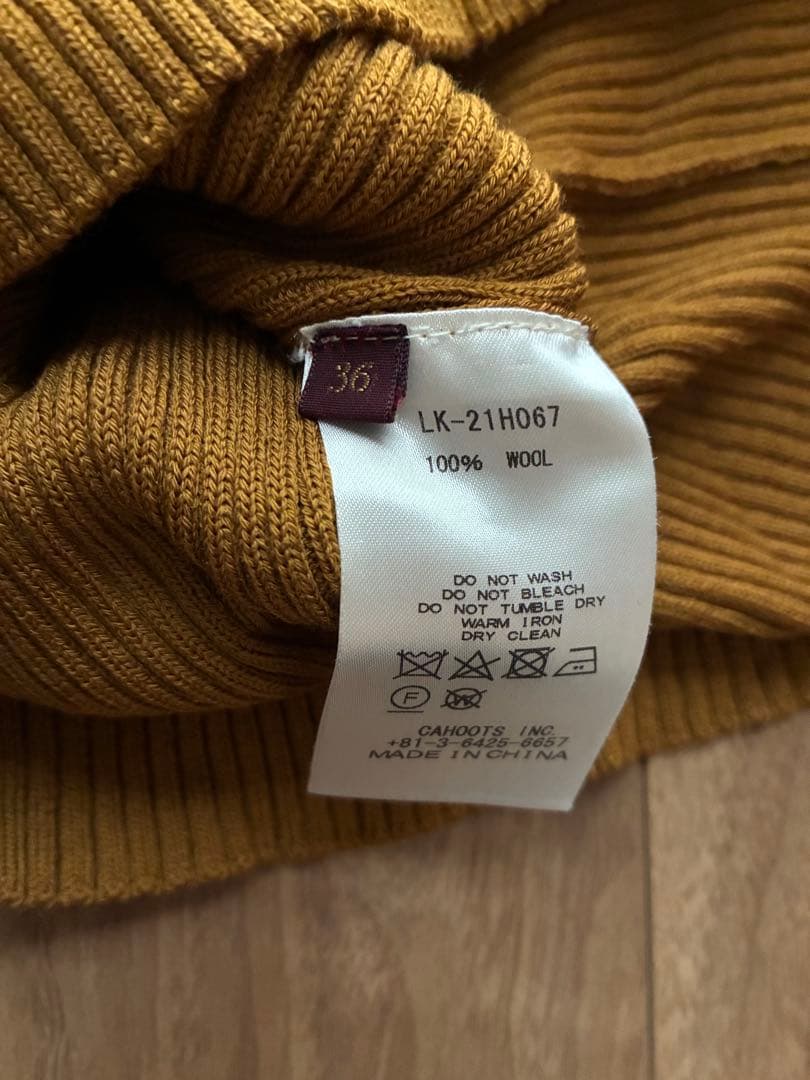 36
LK-21H067
100% WOOL
DO NOT WASH
DO NOT BLEACH
DO NOT TUMBLE DRY
WARM IRON
DRY CLEAN
F W
CAHOOTS INC.
+81-3-6425-6657
MADE IN CHINA